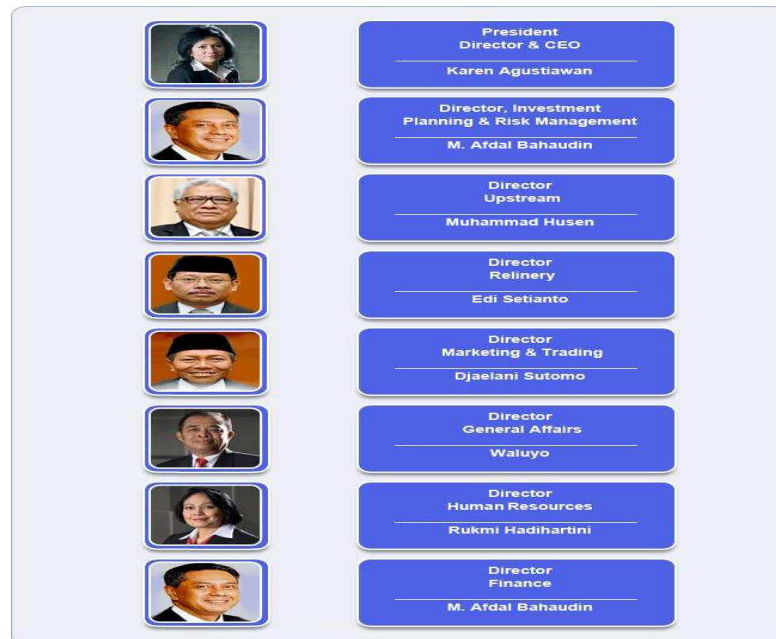 President
Director & CEO
Karen Agustiawan
Director, Investment
Planning & Risk Management
M. Afdal Bahaudin
Director
Upstream
Muhammad Husen
Director
Relinery
Edi Setianto
Director
Marketing & Trading
Djaelani Sutomo
Director
General Affairs
Waluyo
Director
Human Resources
Rukmi Hadihartini
Director
Finance
M. Afdal Bahaudin